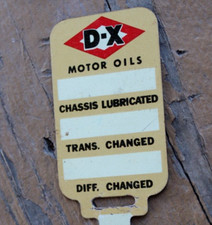 D-X
MOTOR OILS
CHASSIS LUBRICATED
TRANS. CHANGED
DIFF. CHANGED